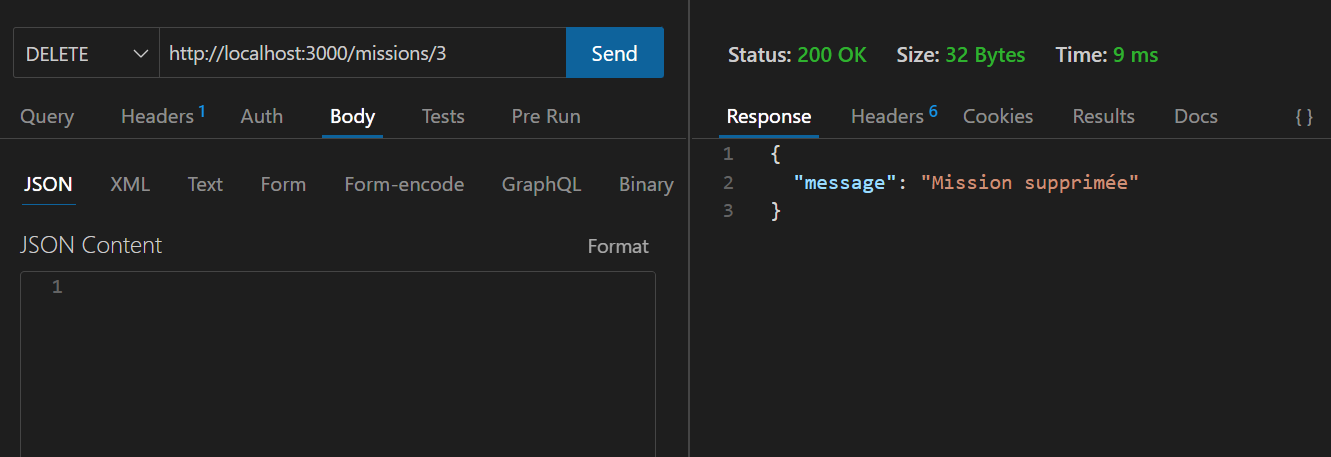 DELETE http://localhost:3000/missions/3 Send
Query Headers 1 Auth Body Tests Pre Run
JSON XML Text Form Form-encode GraphQL Binary
JSON Content Format
1
Status: 200 OK Size: 32 Bytes Time: 9 ms
Response Headers 6 Cookies Results Docs { }
1 {
2 "message": "Mission supprimée"
3 }